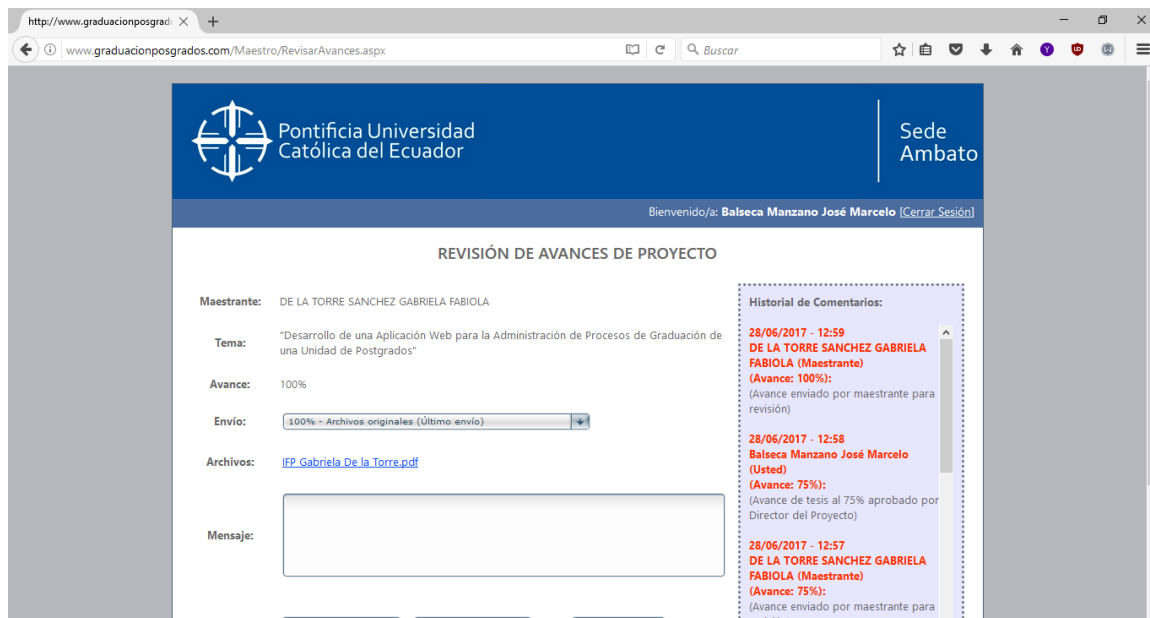 http://www.graduacionposgrad
www.graduacionposgrados.com/Maestro/RevisarAvances.aspx
Buscar
Pontificia Universidad
Católica del Ecuador
Sede
Ambato
Bienvenido/a: Balseca Manzano José Marcelo [Cerrar Sesión]
REVISIÓN DE AVANCES DE PROYECTO
Maestrante: DE LA TORRE SANCHEZ GABRIELA FABIOLA
Tema: "Desarrollo de una Aplicación Web para la Administración de Procesos de Graduación de
una Unidad de Postgrados"
Avance: 100%
Envío: 100% - Archivos originales (Último envío)
Archivos: IFP Gabriela De la Torre.pdf
Mensaje:
Historial de Comentarios:
28/06/2017 - 12:59
DE LA TORRE SANCHEZ GABRIELA
FABIOLA (Maestrante)
(Avance: 100%):
(Avance enviado por maestrante para
revisión)
28/06/2017 - 12:58
Balseca Manzano José Marcelo
(Usted)
(Avance: 75%):
(Avance de tesis al 75% aprobado por
Director del Proyecto)
28/06/2017 - 12:57
DE LA TORRE SANCHEZ GABRIELA
FABIOLA (Maestrante)
(Avance: 75%):
(Avance enviado por maestrante para